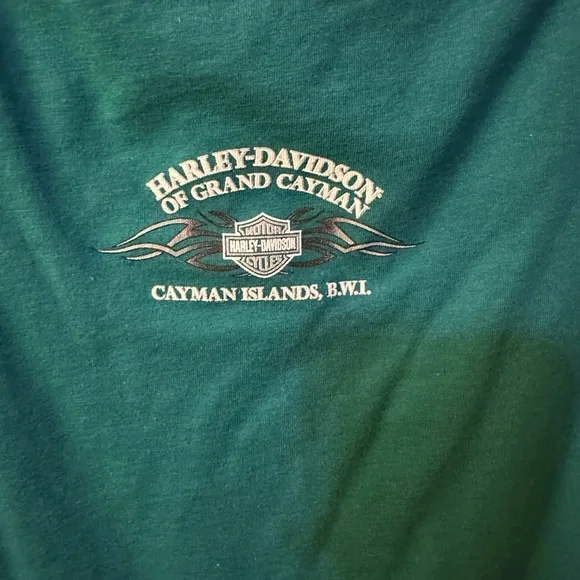 HARLEY-DAVIDSON
OF GRAND CAYMAN
MOTOR
HARLEY-DAVIDSON
CYCLES
CAYMAN ISLANDS, B.W.I.